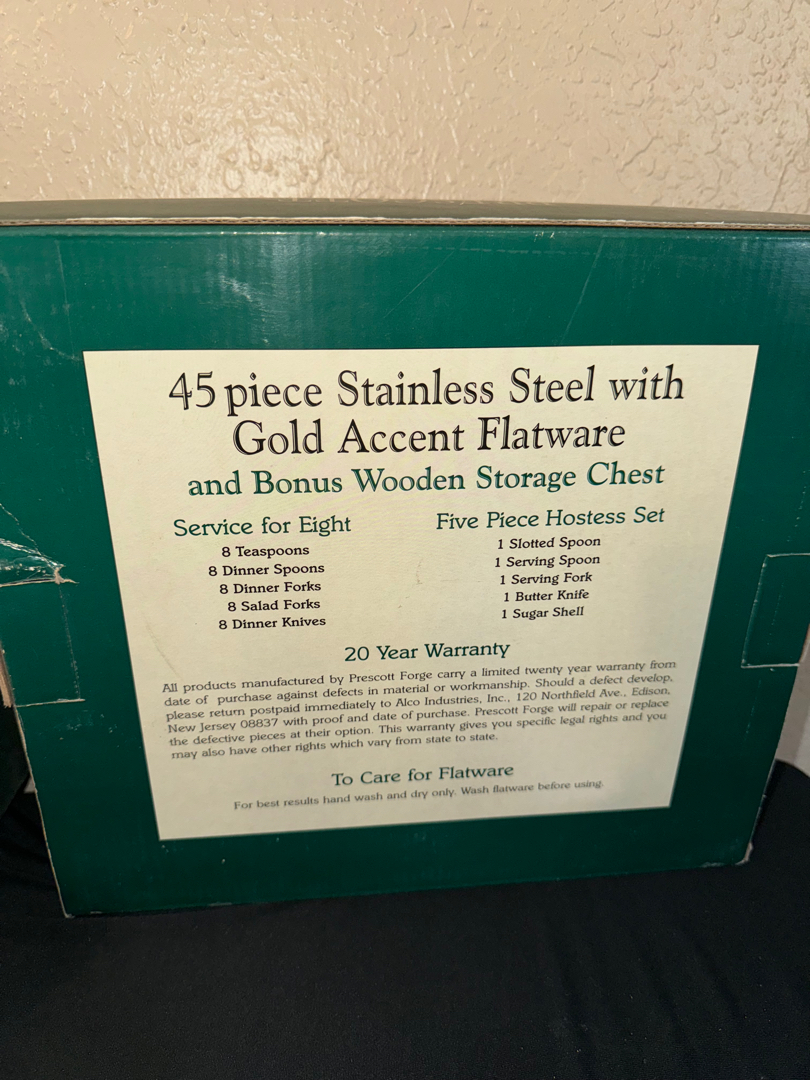 45 piece Stainless Steel with
Gold Accent Flatware
and Bonus Wooden Storage Chest
Service for Eight
8 Teaspoons
8 Dinner Spoons
8 Dinner Forks
8 Salad Forks
8 Dinner Knives
Five Piece Hostess Set
1 Slotted Spoon
1 Serving Spoon
1 Serving Fork
1 Butter Knife
1 Sugar Shell
20 Year Warranty
All products manufactured by Prescott Forge carry a limited twenty year warranty from
date of purchase against defects in material or workmanship. Should a defect develop,
please return postpaid immediately to Alco Industries, Inc., 120 Northfield Ave., Edison,
New Jersey 08837 with proof and date of purchase. Prescott Forge will repair or replace
the defective pieces at their option. This warranty gives you specific legal rights and you
may also have other rights which vary from state to state.
To Care for Flatware
For best results hand wash and dry only. Wash flatware before using.